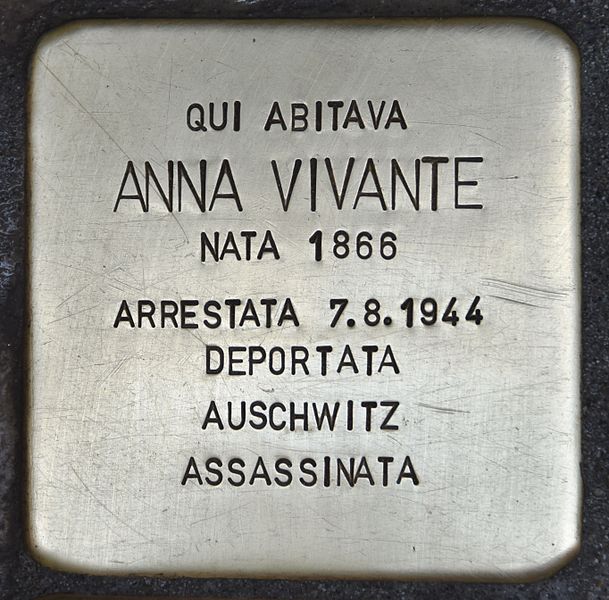 QUI ABITAVA
ANNA VIVANTE
NATA 1866
ARRESTATA 7.8.1944
DEPORTATA
AUSCHWITZ
ASSASSINATA